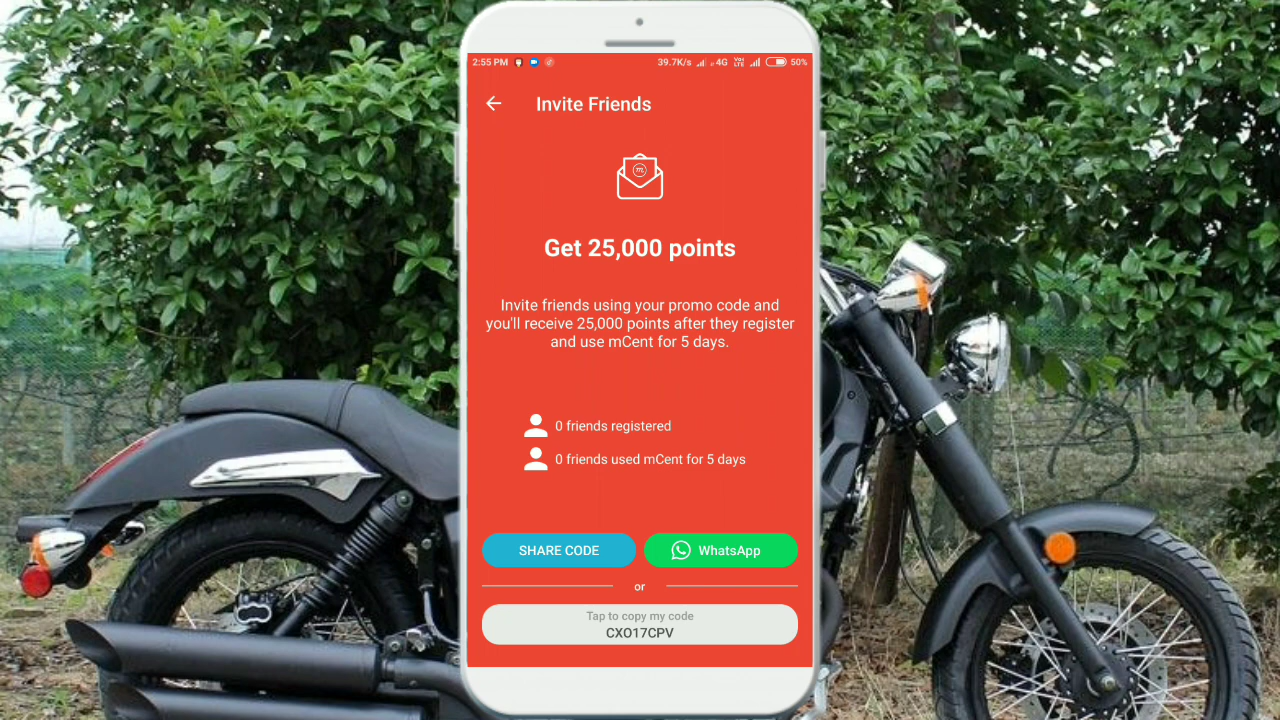 2:55 PM 39.7K/s 4G VoLTE 50%
Invite Friends
m
Get 25,000 points
Invite friends using your promo code and
you'll receive 25,000 points after they register
and use mCent for 5 days.
0 friends registered
0 friends used mCent for 5 days
SHARE CODE WhatsApp
or
Tap to copy my code
CXO17CPV